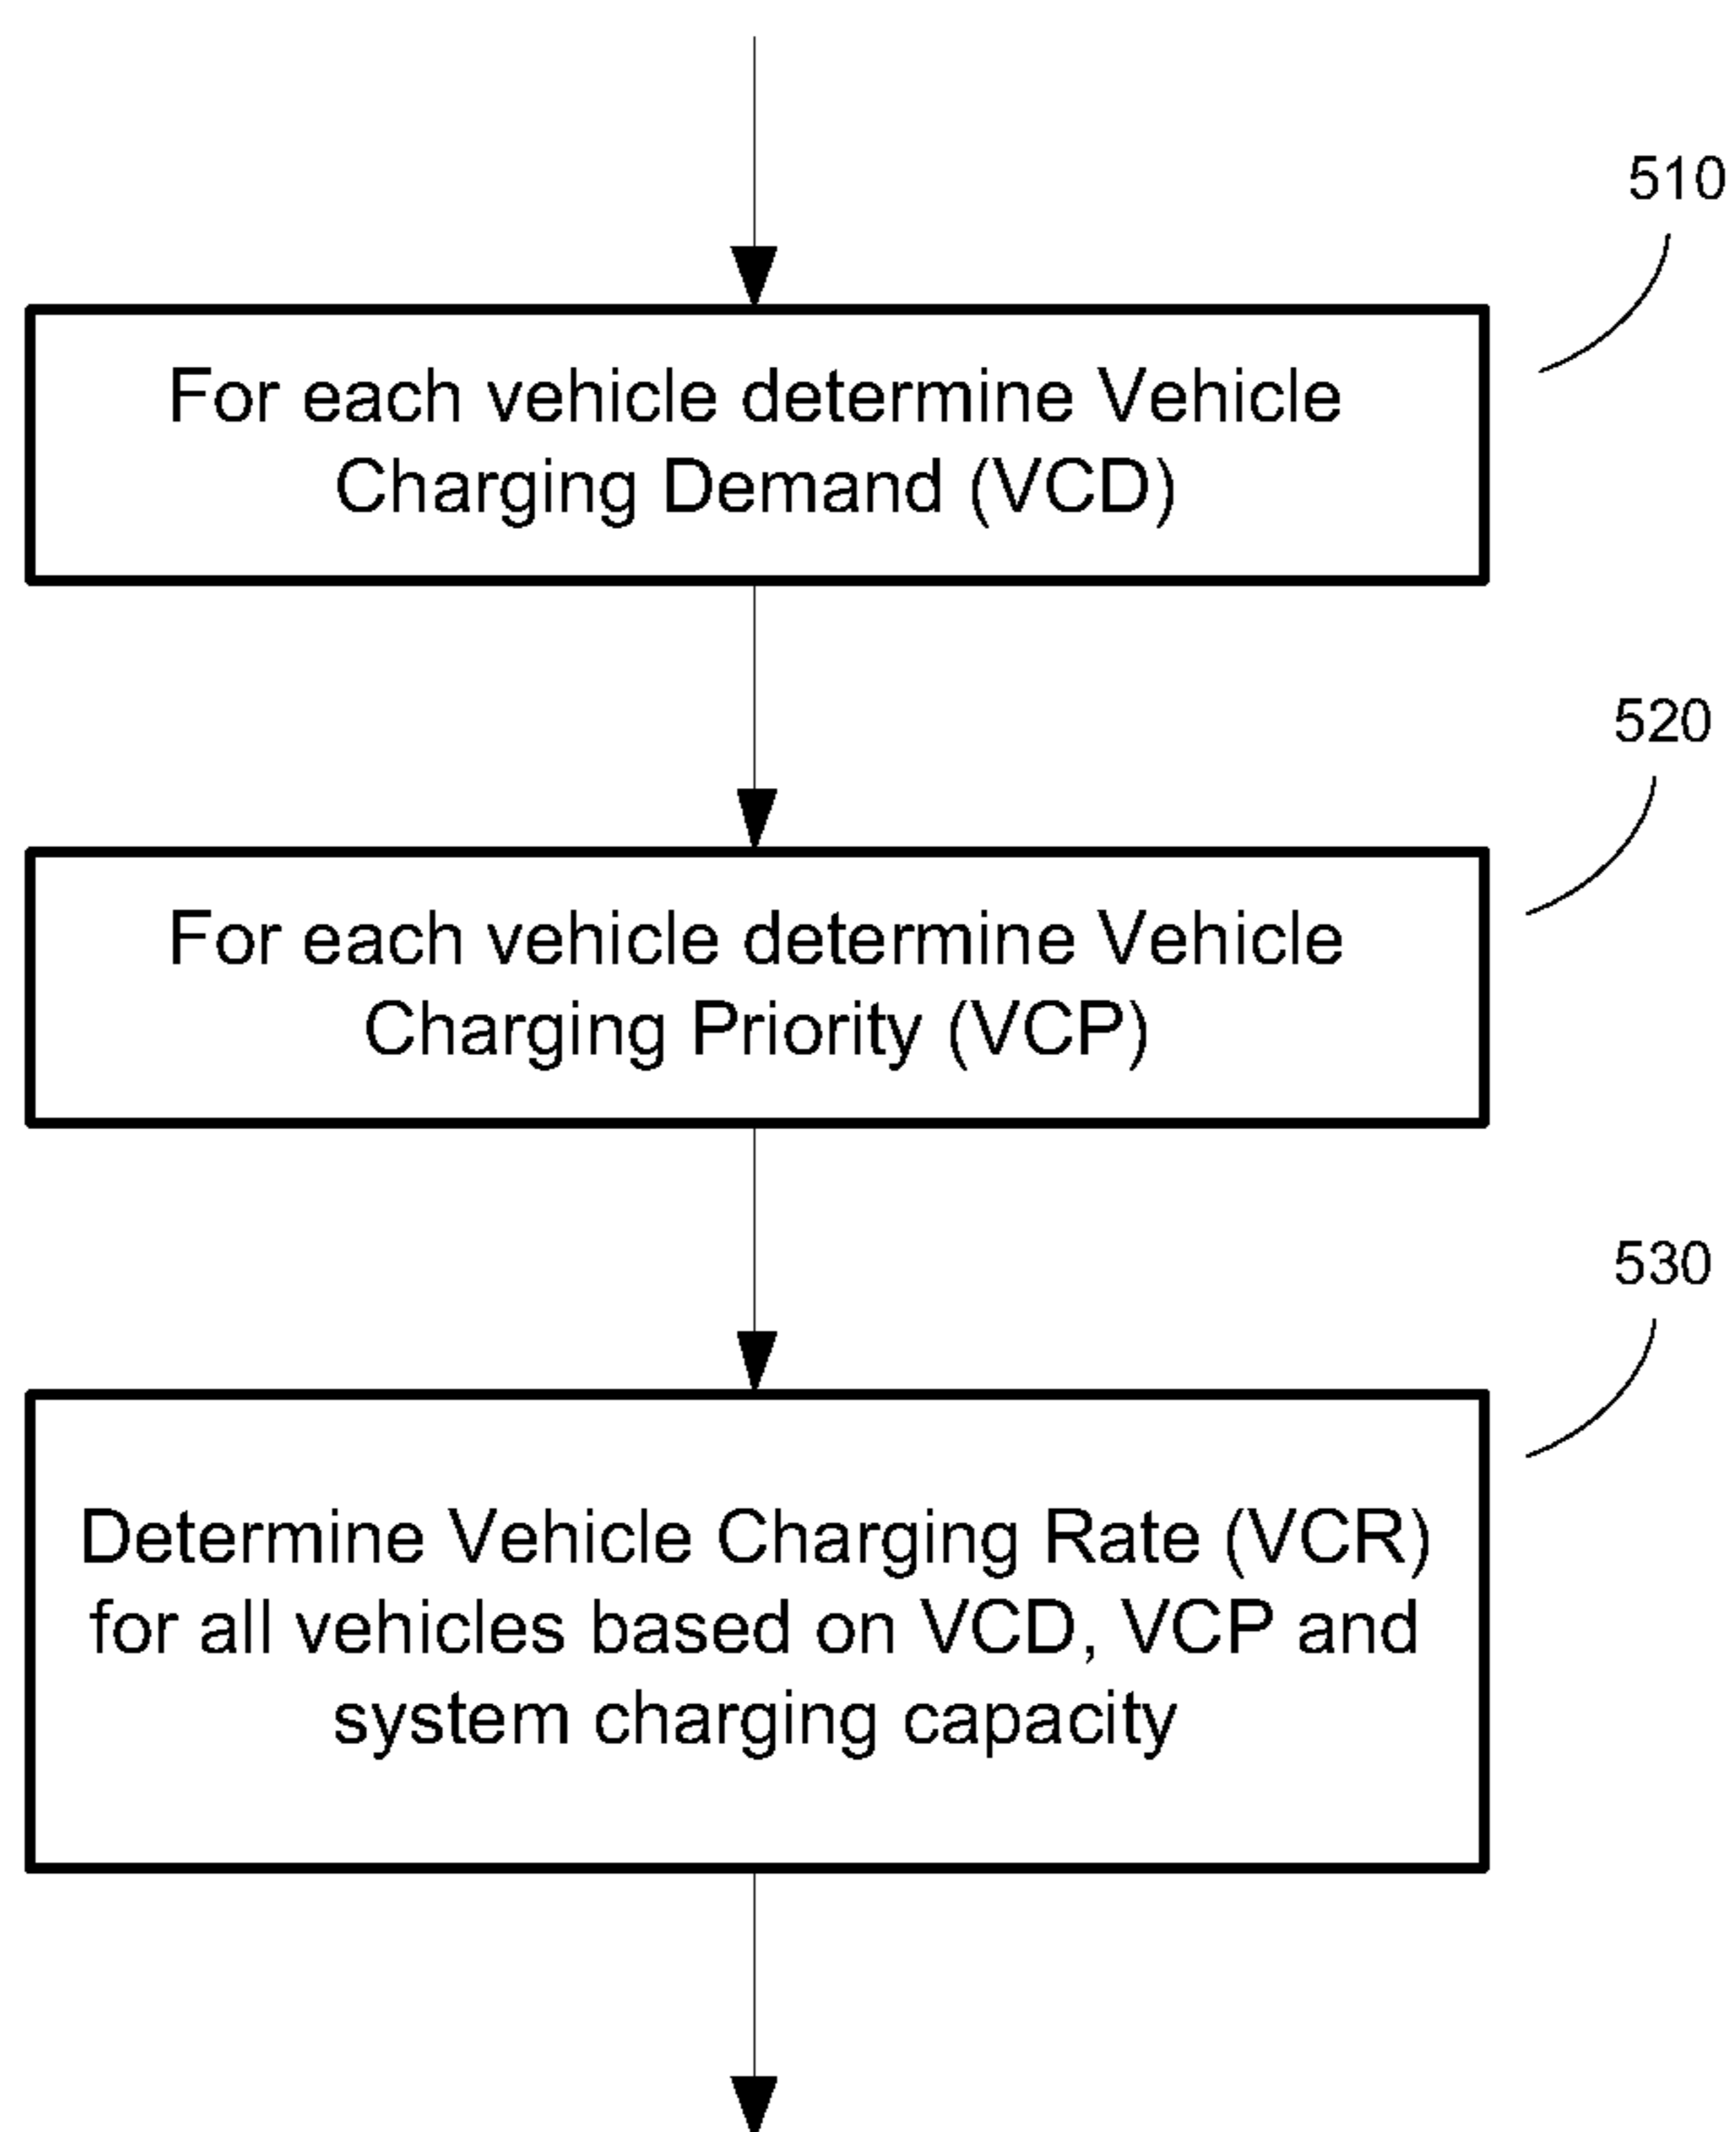 510
For each vehicle determine Vehicle
Charging Demand (VCD)
520
For each vehicle determine Vehicle
Charging Priority (VCP)
530
Determine Vehicle Charging Rate (VCR)
for all vehicles based on VCD, VCP and
system charging capacity